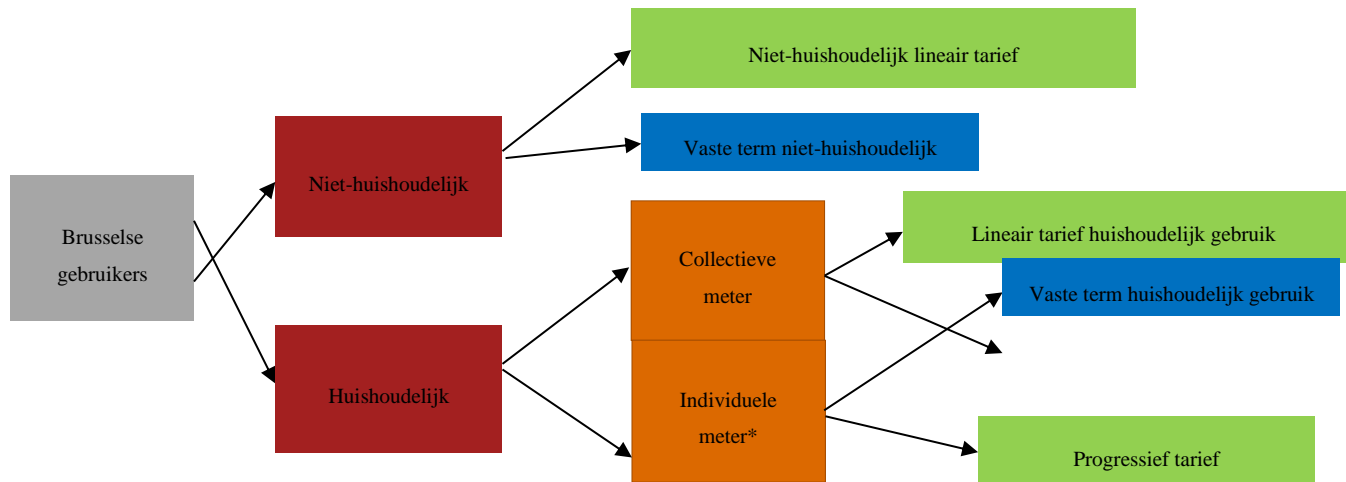 Niet-huishoudelijk lineair tarief
Vaste term niet-huishoudelijk
Niet-huishoudelijk
Brusselse
gebruikers
Lineair tarief huishoudelijk gebruik
Collectieve
meter
Vaste term huishoudelijk gebruik
Huishoudelijk
Individuele
meter*
Progressief tarief